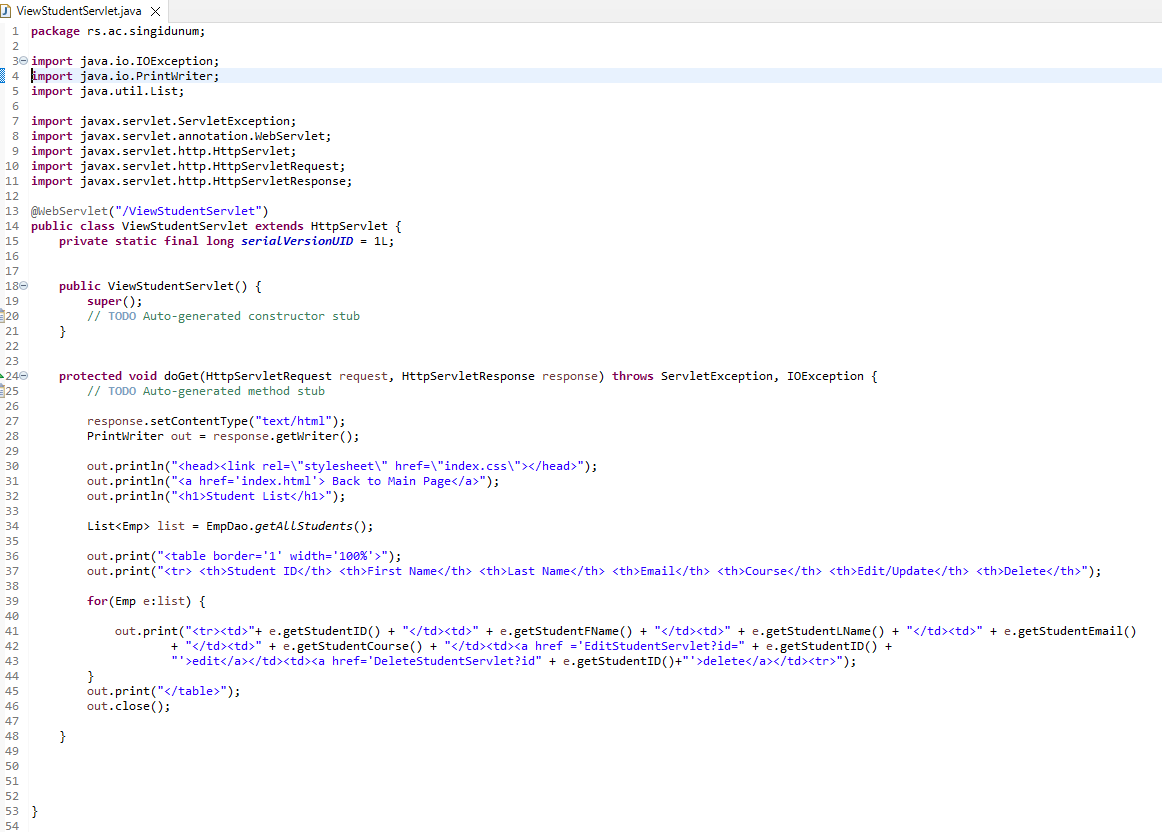 ViewStudentServlet.java
1 package rs.ac.singidunum;
2
3 import java.io.IOException;
4 import java.io.PrintWriter;
5 import java.util.List;
6
7 import javax.servlet.ServletException;
8 import javax.servlet.annotation.WebServlet;
9 import javax.servlet.http.HttpServlet;
10 import javax.servlet.http.HttpServletRequest;
11 import javax.servlet.http.HttpServletResponse;
12
13 @WebServlet("/ViewStudentServlet")
14 public class ViewStudentServlet extends HttpServlet {
15     private static final long serialVersionUID = 1L;
16
17
18     public ViewStudentServlet() {
19         super();
20         // TODO Auto-generated constructor stub
21     }
22
23
24     protected void doGet(HttpServletRequest request, HttpServletResponse response) throws ServletException, IOException {
25         // TODO Auto-generated method stub
26
27         response.setContentType("text/html");
28         PrintWriter out = response.getWriter();
29
30         out.println("<head><link rel=\"stylesheet\" href=\"index.css\"></head>");
31         out.println("<a href='index.html'> Back to Main Page</a>");
32         out.println("<h1>Student List</h1>");
33
34         List<Emp> list = EmpDao.getAllStudents();
35
36         out.print("<table border='1' width='100%'>");
37         out.print("<tr> <th>Student ID</th> <th>First Name</th> <th>Last Name</th> <th>Email</th> <th>Course</th> <th>Edit/Update</th> <th>Delete</th>");
38
39         for(Emp e:list) {
40
41             out.print("<tr><td>"+ e.getStudentID() + "</td><td>" + e.getStudentFName() + "</td><td>" + e.getStudentLName() + "</td><td>" + e.getStudentEmail()
42                     + "</td><td>" + e.getStudentCourse() + "</td><td><a href ='EditStudentServlet?id=" + e.getStudentID() +
43                     "'>edit</a></td><td><a href='DeleteStudentServlet?id" + e.getStudentID()+"'>delete</a></td><tr>");
44         }
45         out.print("</table>");
46         out.close();
47
48     }
49
50
51
52
53 }
54